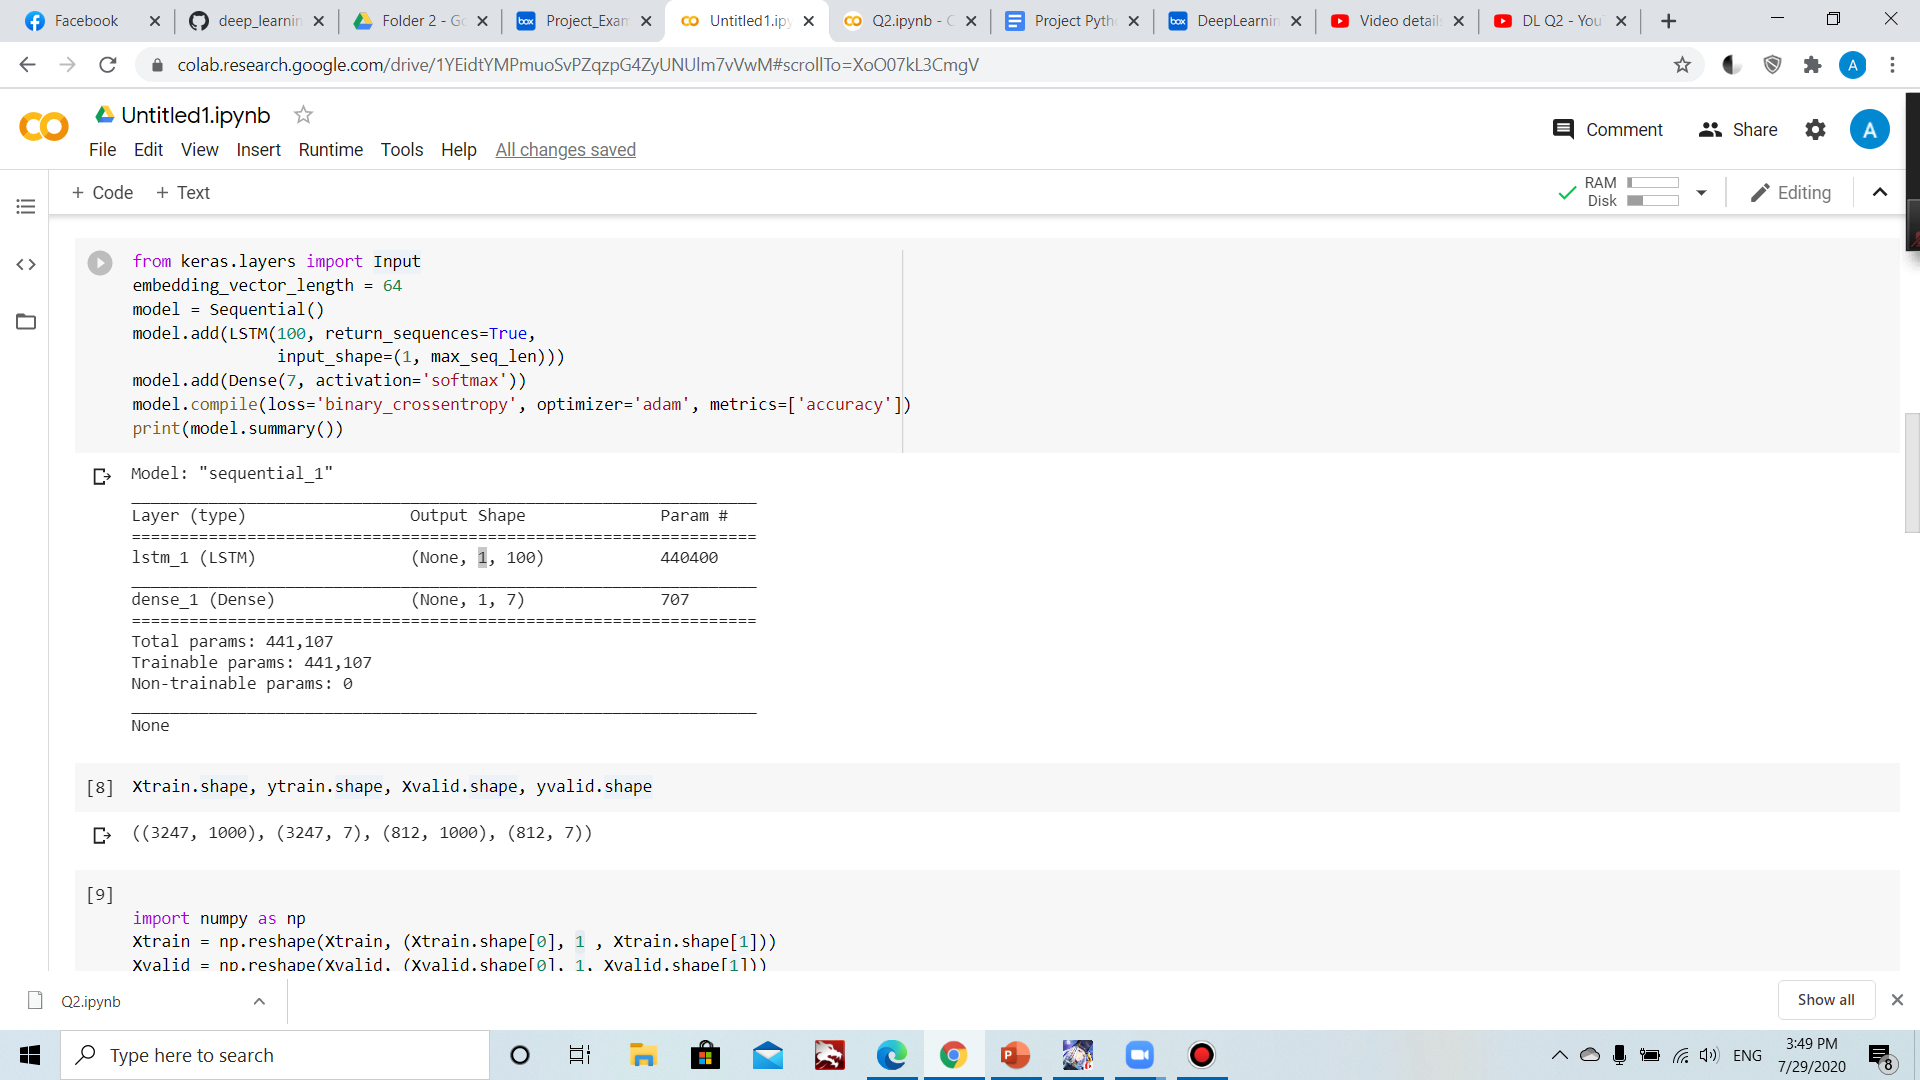 Facebook
deep_learnin
Folder 2 - Go
box Project_Exam
Untitled1.ipy
Q2.ipynb - C
Project Pyth
box DeepLearnin
Video details
DL Q2 - You
colab.research.google.com/drive/1YEidtYMPmuoSvPZqzpG4ZyUNUlm7vVwM#scrollTo=XoO07kL3CmgV
A
Untitled1.ipynb
Comment
Share
A
File Edit View Insert Runtime Tools Help All changes saved
+ Code + Text
RAM
Disk
Editing
from keras.layers import Input
embedding_vector_length = 64
model = Sequential()
model.add(LSTM(100, return_sequences=True,
input_shape=(1, max_seq_len)))
model.add(Dense(7, activation='softmax'))
model.compile(loss='binary_crossentropy', optimizer='adam', metrics=['accuracy'])
print(model.summary())
Model: "sequential_1"
Layer (type) Output Shape Param #
=================================================================
lstm_1 (LSTM) (None, 1, 100) 440400
dense_1 (Dense) (None, 1, 7) 707
=================================================================
Total params: 441,107
Trainable params: 441,107
Non-trainable params: 0
None
[8] Xtrain.shape, ytrain.shape, Xvalid.shape, yvalid.shape
((3247, 1000), (3247, 7), (812, 1000), (812, 7))
[9]
import numpy as np
Xtrain = np.reshape(Xtrain, (Xtrain.shape[0], 1 , Xtrain.shape[1]))
Xvalid = np.reshape(Xvalid, (Xvalid.shape[0], 1, Xvalid.shape[1]))
Q2.ipynb
Show all
Type here to search
ENG
3:49 PM
7/29/2020
8